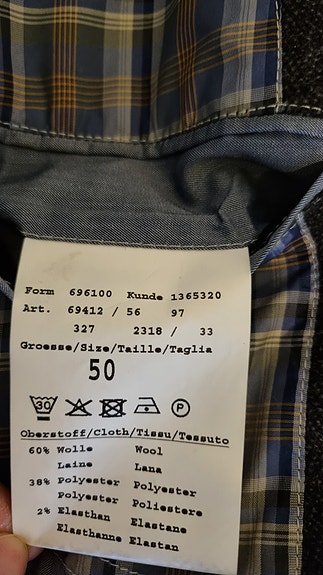 Form 696100 Kunde 1365320
Art. 69412 / 56 97
327 2318 / 33
Groesse/Size/Taille/Taglia
50
30 P
Oberstoff/Cloth/Tissu/Tessuto
60% Wolle Wool
Laine Lana
38% Polyester Polyester
Polyester Poliestere
2% Elasthan Elastane
Elasthanne Elastan